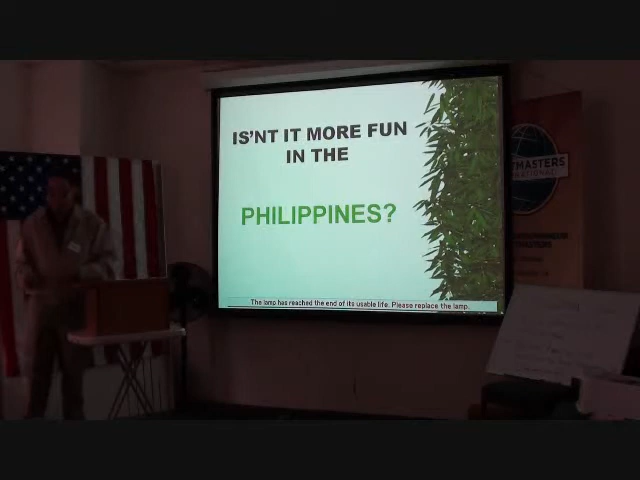 IS'NT IT MORE FUN
IN THE
PHILIPPINES?
The lamp has reached the end of its usable life. Please replace the lamp.
TMASTERS